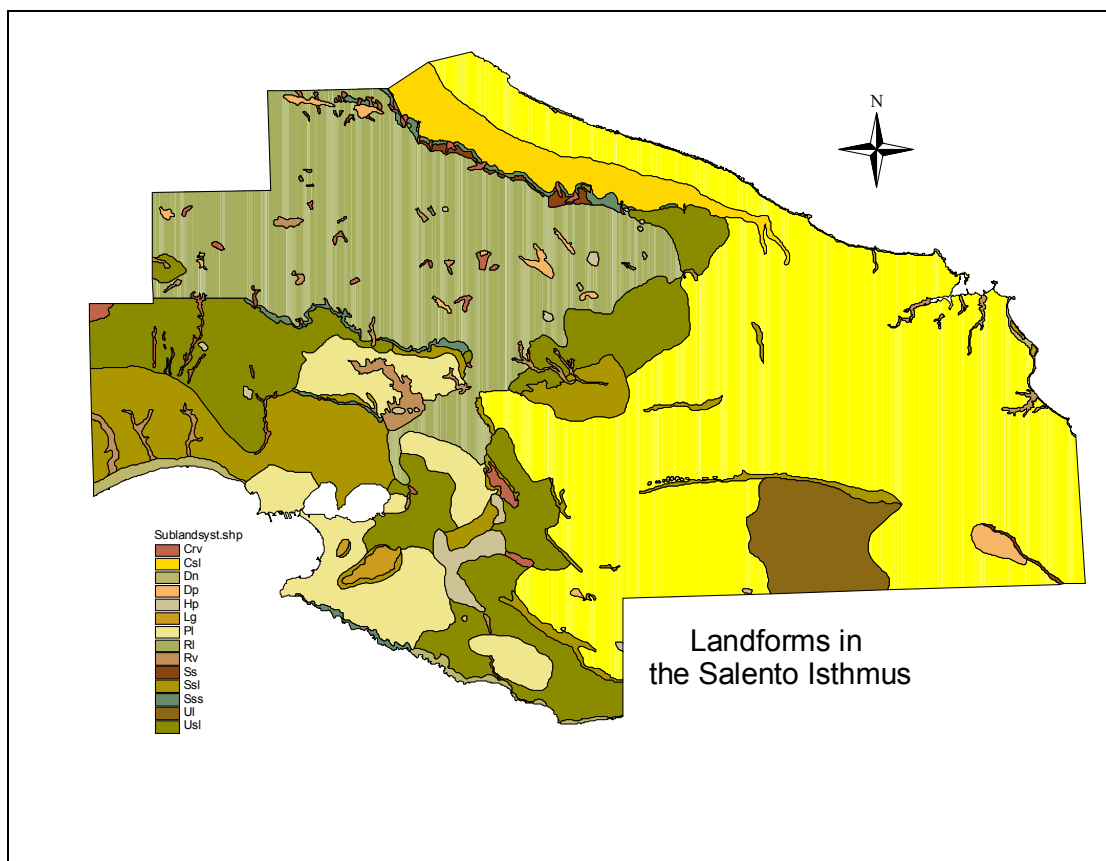 N
Sublandsyst.shp
Crv
Csl
Dn
Dp
Hp
Lg
Pl
Rl
Rv
Ss
Ssl
Sss
Ul
Usl
Landforms in
the Salento Isthmus